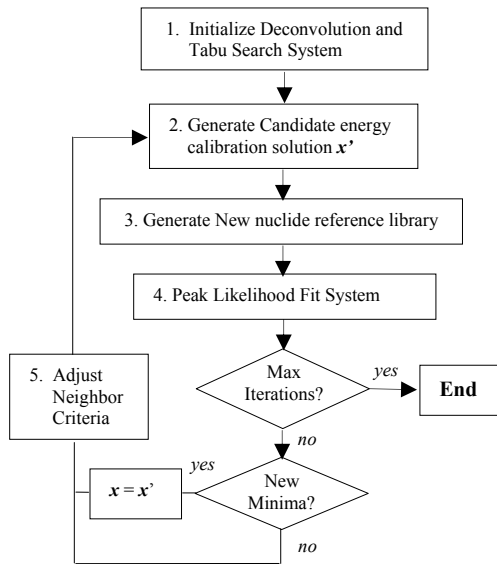 1. Initialize Deconvolution and
Tabu Search System
2. Generate Candidate energy
calibration solution x’
3. Generate New nuclide reference library
4. Peak Likelihood Fit System
Max
Iterations?
yes
End
no
5. Adjust
Neighbor
Criteria
New
Minima?
yes
x = x’
no